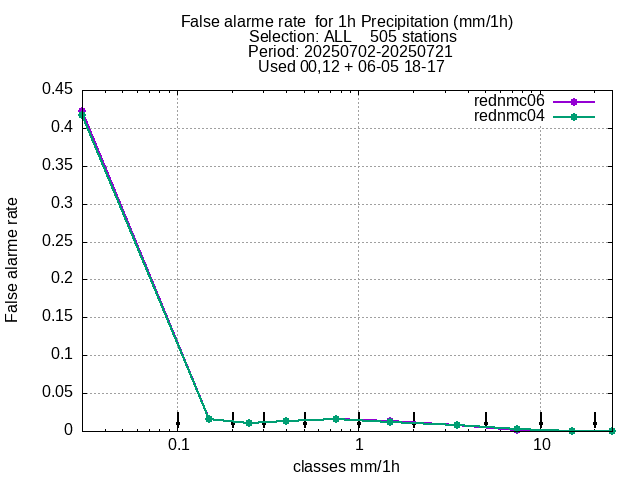 False alarme rate  for 1h Precipitation (mm/1h)
Selection: ALL    505 stations
Period: 20250702-20250721
Used 00,12 + 06-05 18-17
rednmc06
rednmc04
0.45
0.4
0.35
0.3
0.25
0.2
0.15
0.1
0.05
0
False alarme rate
0.1
1
10
classes mm/1h